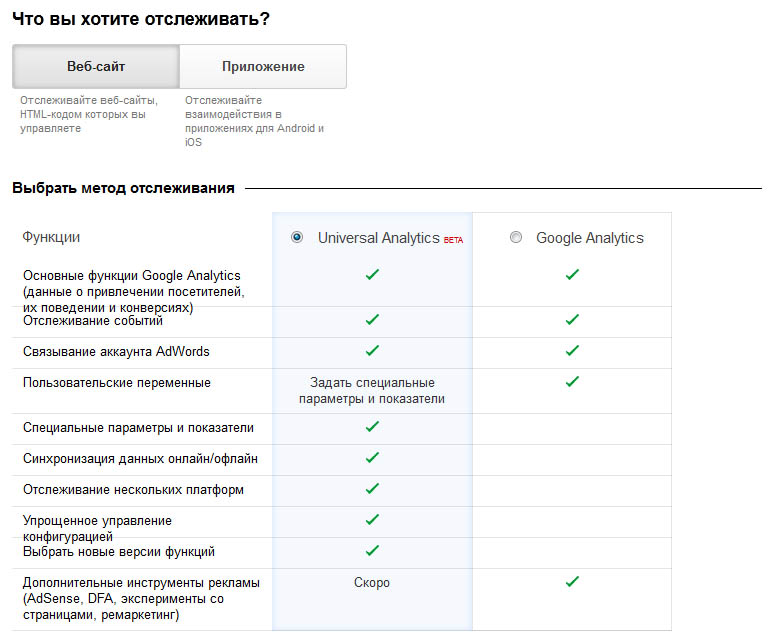 Что вы хотите отслеживать?
Веб-сайт
Приложение
Отслеживайте веб-сайты,
HTML-кодом которых вы
управляете
Отслеживайте
взаимодействия в
приложениях для Android и
iOS
Выбрать метод отслеживания
Функции
Universal Analytics BETA
Google Analytics
Основные функции Google Analytics
(данные о привлечении посетителей,
их поведении и конверсиях)
Отслеживание событий
Связывание аккаунта AdWords
Пользовательские переменные
Задать специальные
параметры и показатели
Специальные параметры и показатели
Синхронизация данных онлайн/офлайн
Отслеживание нескольких платформ
Упрощенное управление
конфигурацией
Выбрать новые версии функций
Дополнительные инструменты рекламы
(AdSense, DFA, эксперименты со
страницами, ремаркетинг)
Скоро